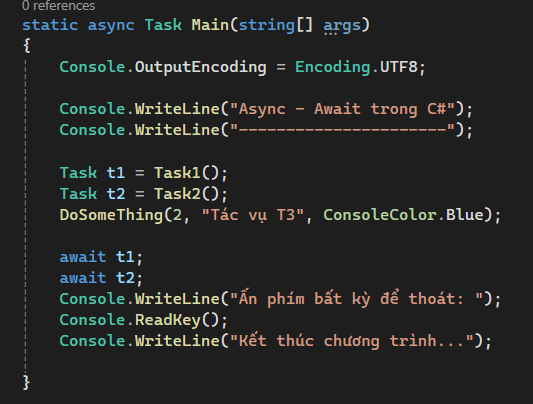 0 references
static async Task Main(string[] args)
{
    Console.OutputEncoding = Encoding.UTF8;
    Console.WriteLine("Async - Await trong C#");
    Console.WriteLine("----------------------");
    Task t1 = Task1();
    Task t2 = Task2();
    DoSomeThing(2, "Tác vụ T3", ConsoleColor.Blue);
    await t1;
    await t2;
    Console.WriteLine("Ấn phím bất kỳ để thoát: ");
    Console.ReadKey();
    Console.WriteLine("Kết thúc chương trình...");
}